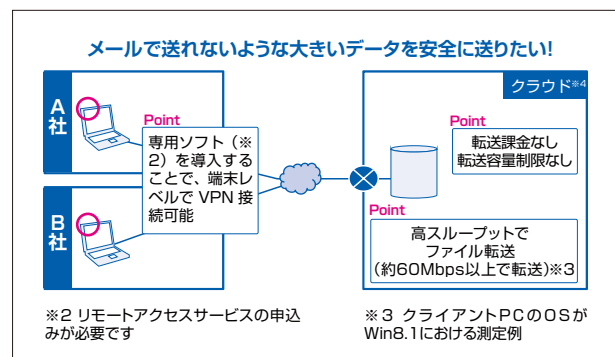 メールで送れないような大きいデータを安全に送りたい!
A社
Point
専用ソフト（※
2）を導入する
ことで、端末レ
ベルで VPN 接
続可能
B社
クラウド※4
Point
転送課金なし
転送容量制限なし
Point
高スループットで
ファイル転送
(約60Mbps以上で転送)※3
※2 リモートアクセスサービスの申込
みが必要です
※3 クライアントPCのOSが
Win8.1における測定例